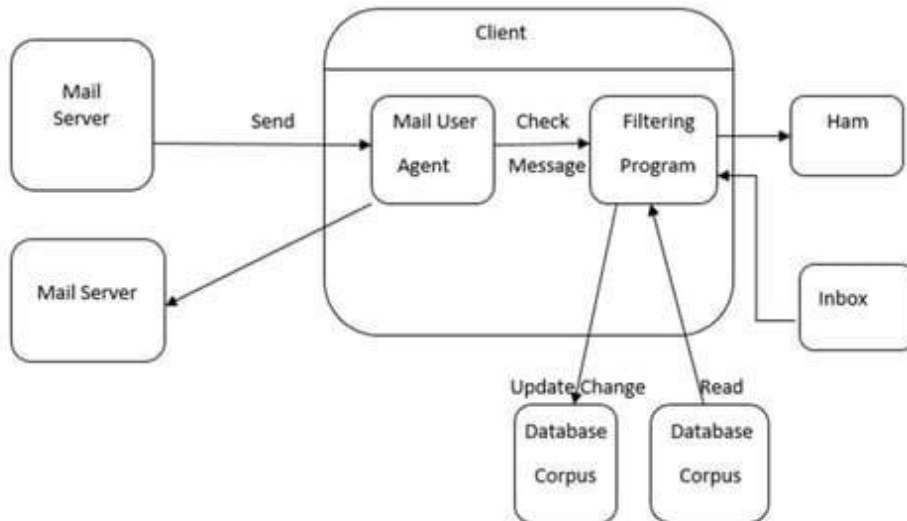 Client
Mail
Server
Send
Mail User
Agent
Check
Message
Filtering
Program
Ham
Mail Server
Inbox
Update Change
Read
Database
Corpus
Database
Corpus